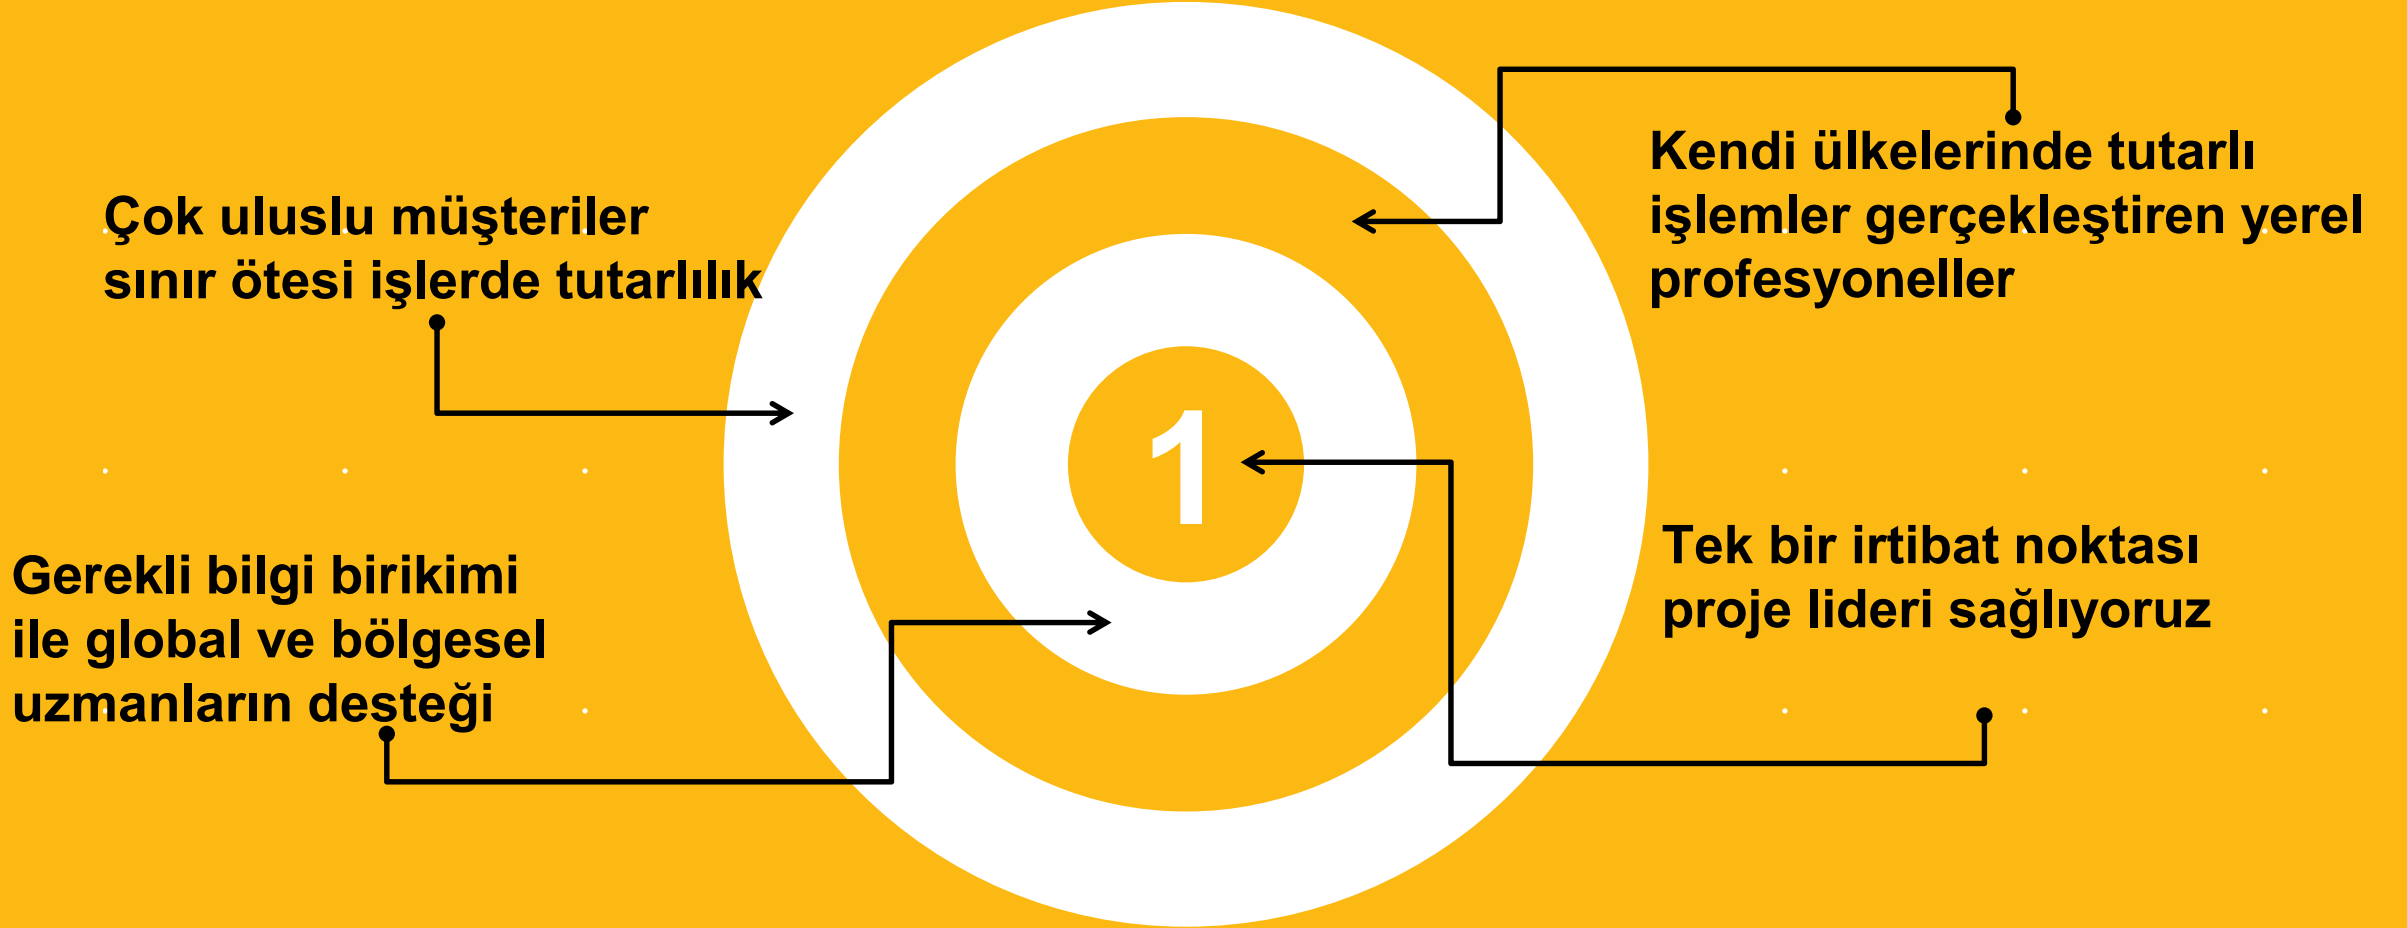 Çok uluslu müşteriler
sınır ötesi işlerde tutarlılık
Kendi ülkelerinde tutarlı
işlemler gerçekleştiren yerel
profesyoneller
1
Gerekli bilgi birikimi
ile global ve bölgesel
uzmanların desteği
Tek bir irtibat noktası
proje lideri sağlıyoruz